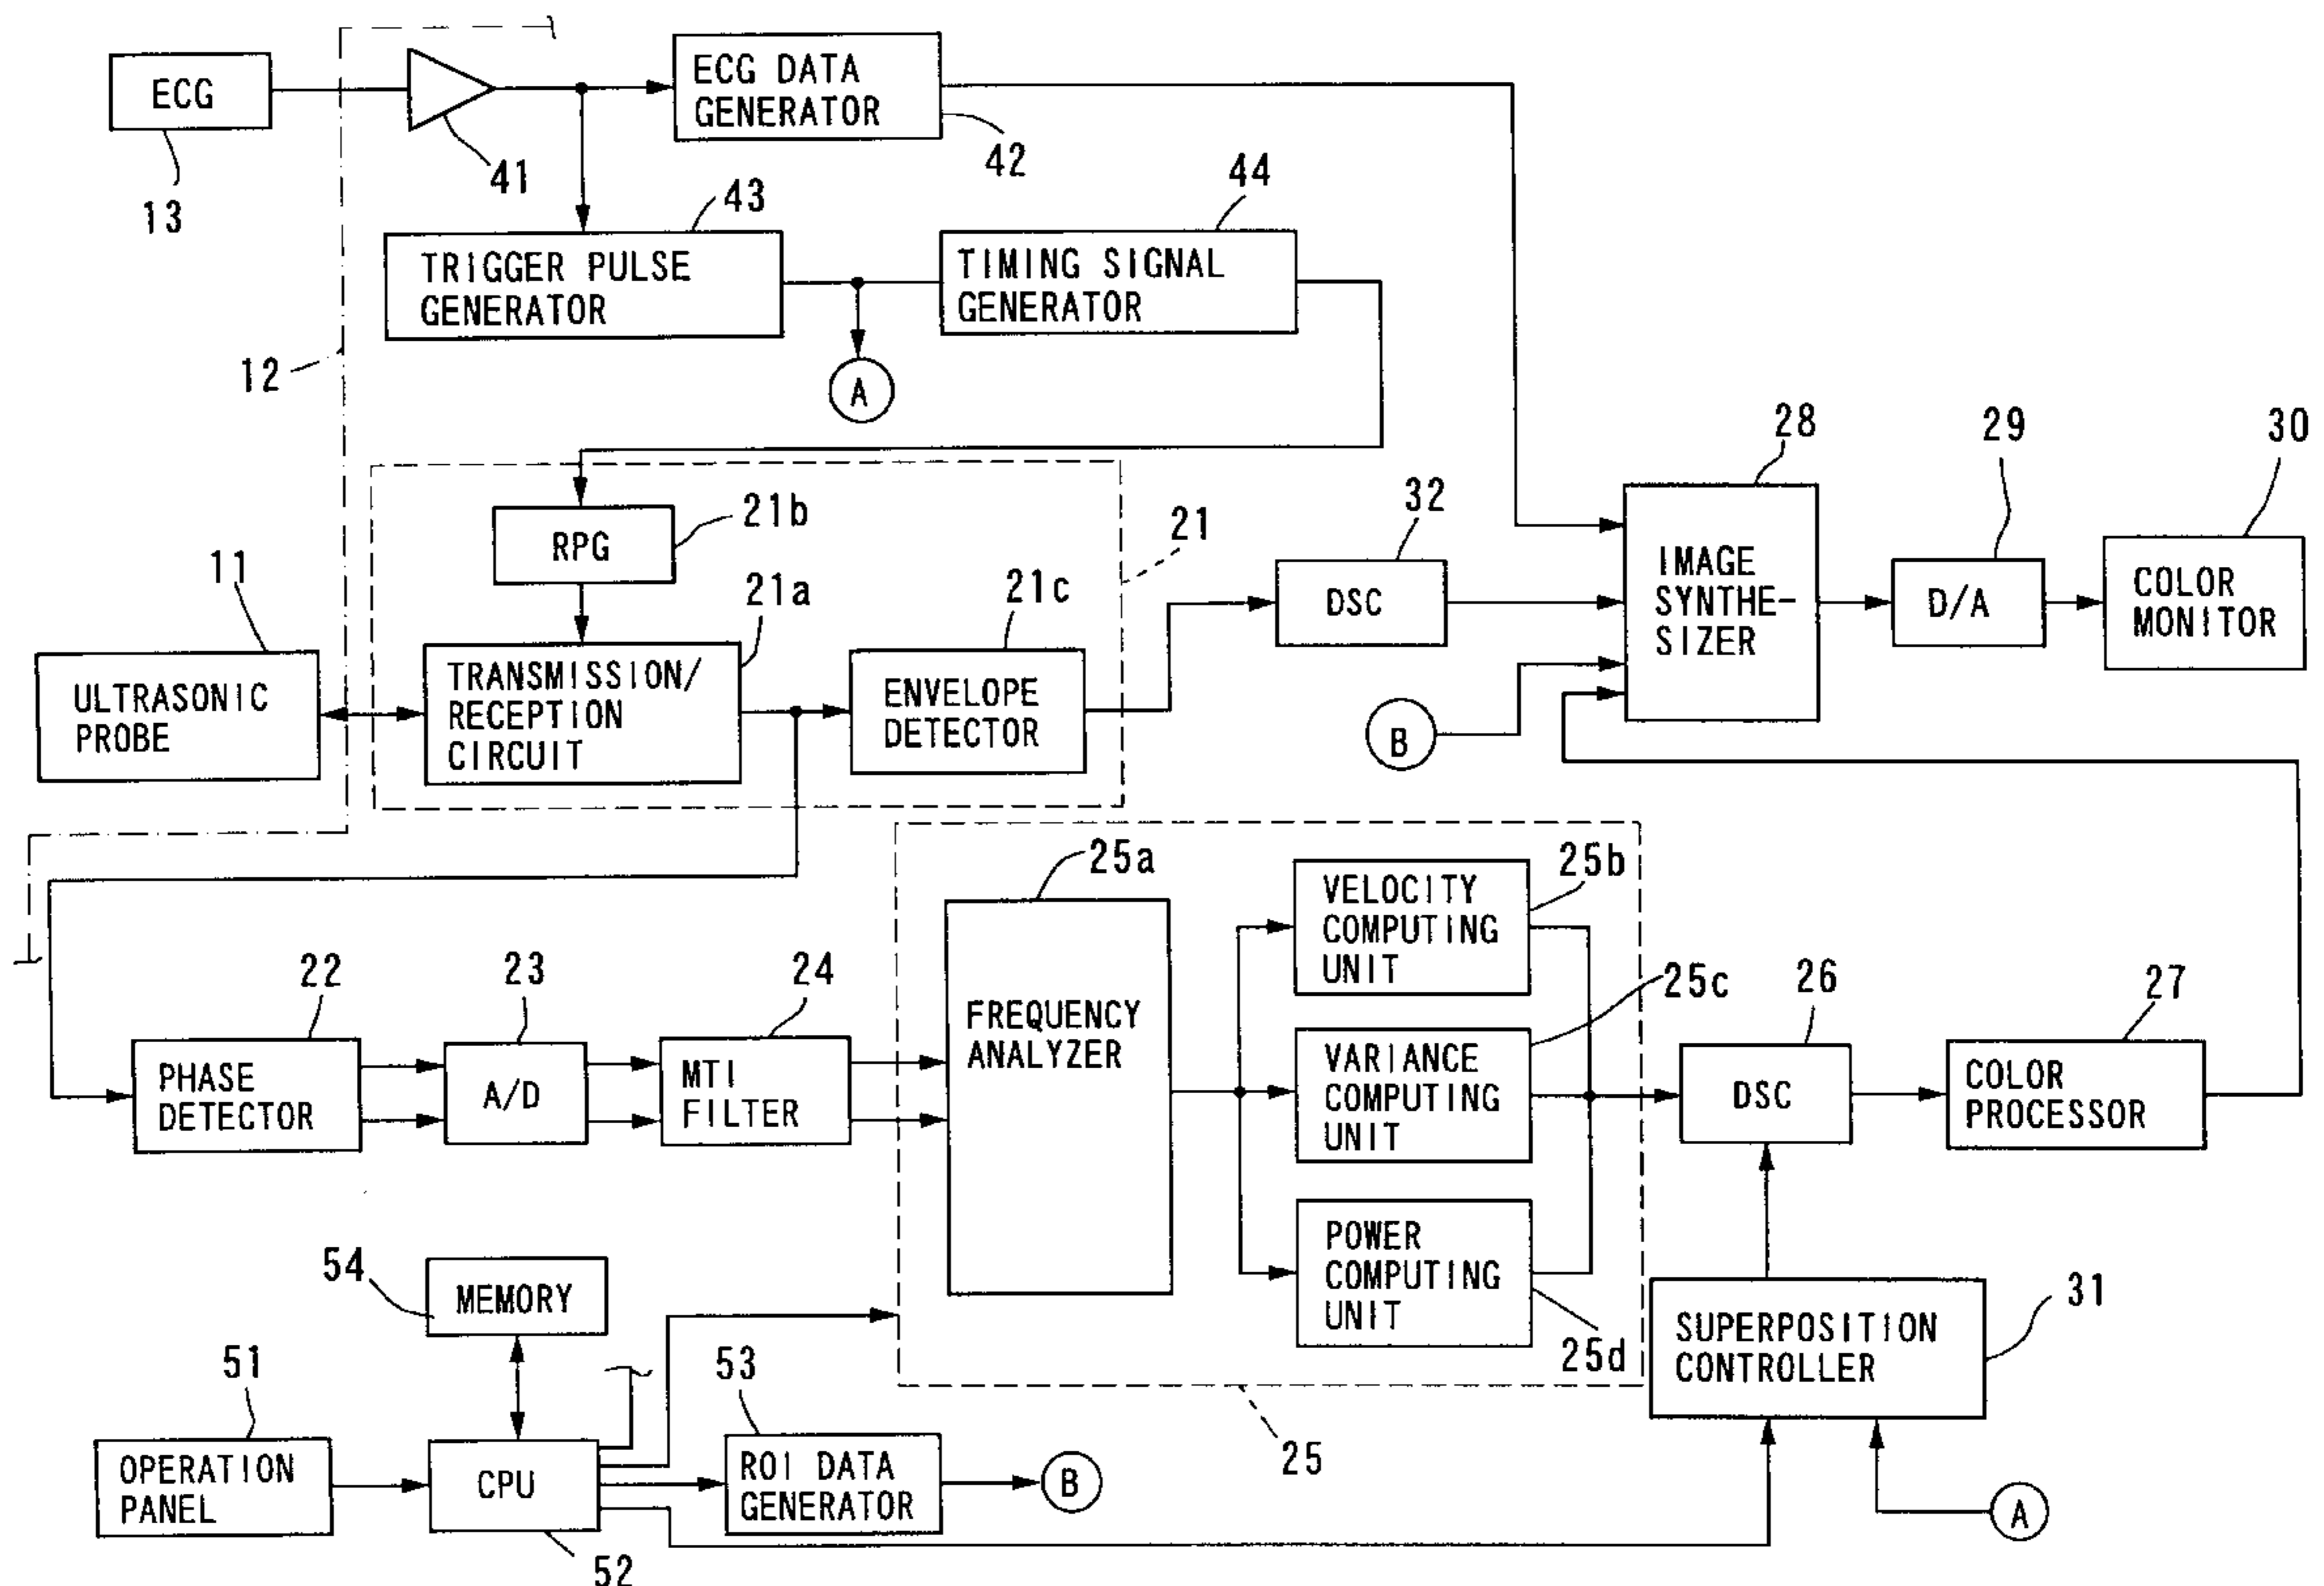 ECG
13
12
41
ECG DATA
GENERATOR
42
43
TRIGGER PULSE
GENERATOR
44
TIMING SIGNAL
GENERATOR
A
RPG
21b
21
11
ULTRASONIC
PROBE
21a
TRANSMISSION/
RECEPTION
CIRCUIT
21c
ENVELOPE
DETECTOR
32
DSC
B
28
IMAGE
SYNTHE-
SIZER
29
D/A
30
COLOR
MONITOR
22
PHASE
DETECTOR
23
A/D
24
MTI
FILTER
25a
FREQUENCY
ANALYZER
25b
VELOCITY
COMPUTING
UNIT
25c
VARIANCE
COMPUTING
UNIT
POWER
COMPUTING
UNIT
25d
25
26
DSC
27
COLOR
PROCESSOR
31
SUPERPOSITION
CONTROLLER
A
54
MEMORY
51
OPERATION
PANEL
CPU
52
53
ROI DATA
GENERATOR
B